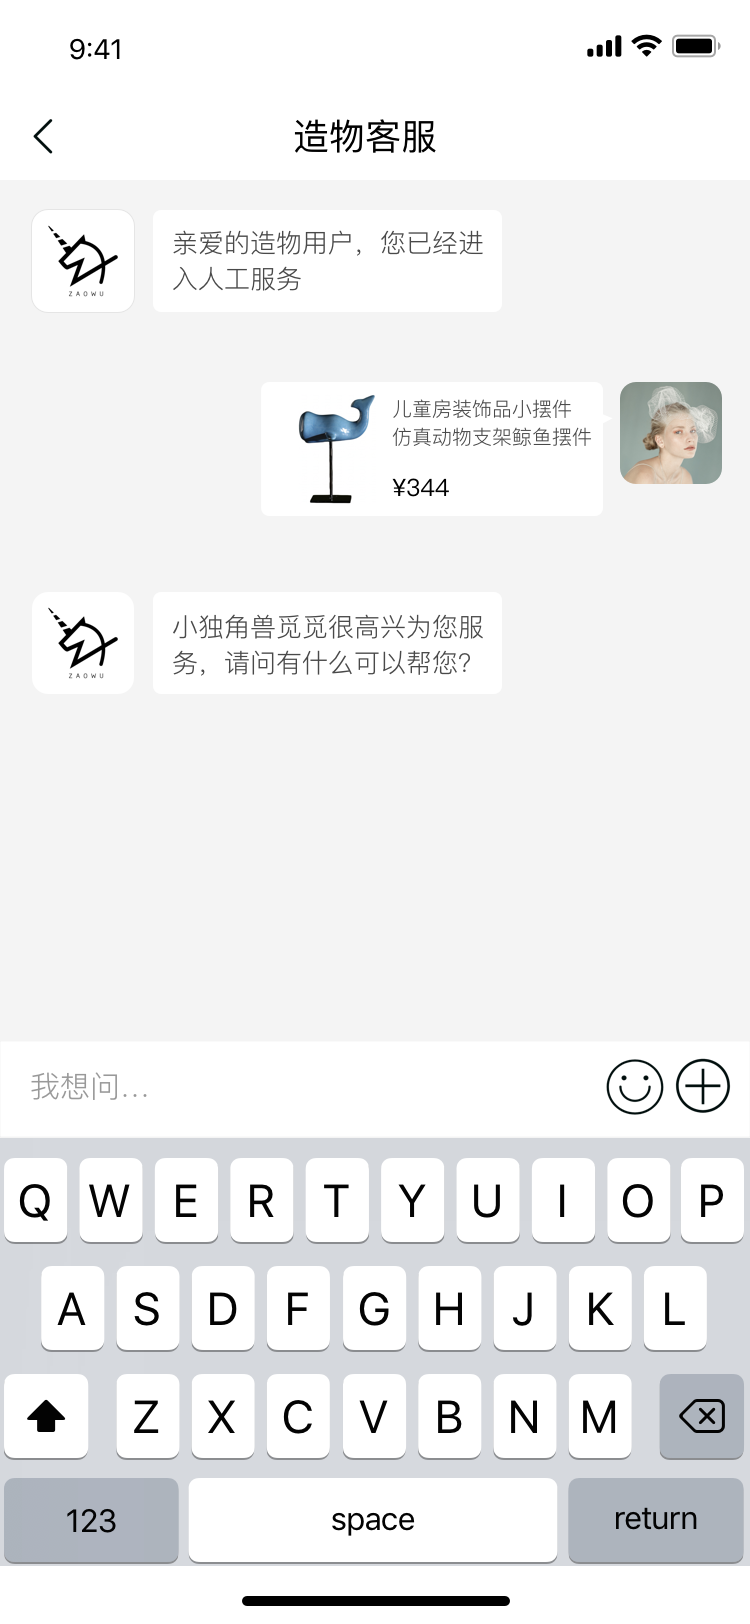 9:41
造物客服
亲爱的造物用户，您已经进
入人工服务
ZAOWU
儿童房装饰品小摆件
仿真动物支架鲸鱼摆件
¥344
小独角兽觅觅很高兴为您服
务，请问有什么可以帮您？
ZAOWU
我想问...
Q W E R T Y U I O P
A S D F G H J K L
Z X C V B N M
123 space return